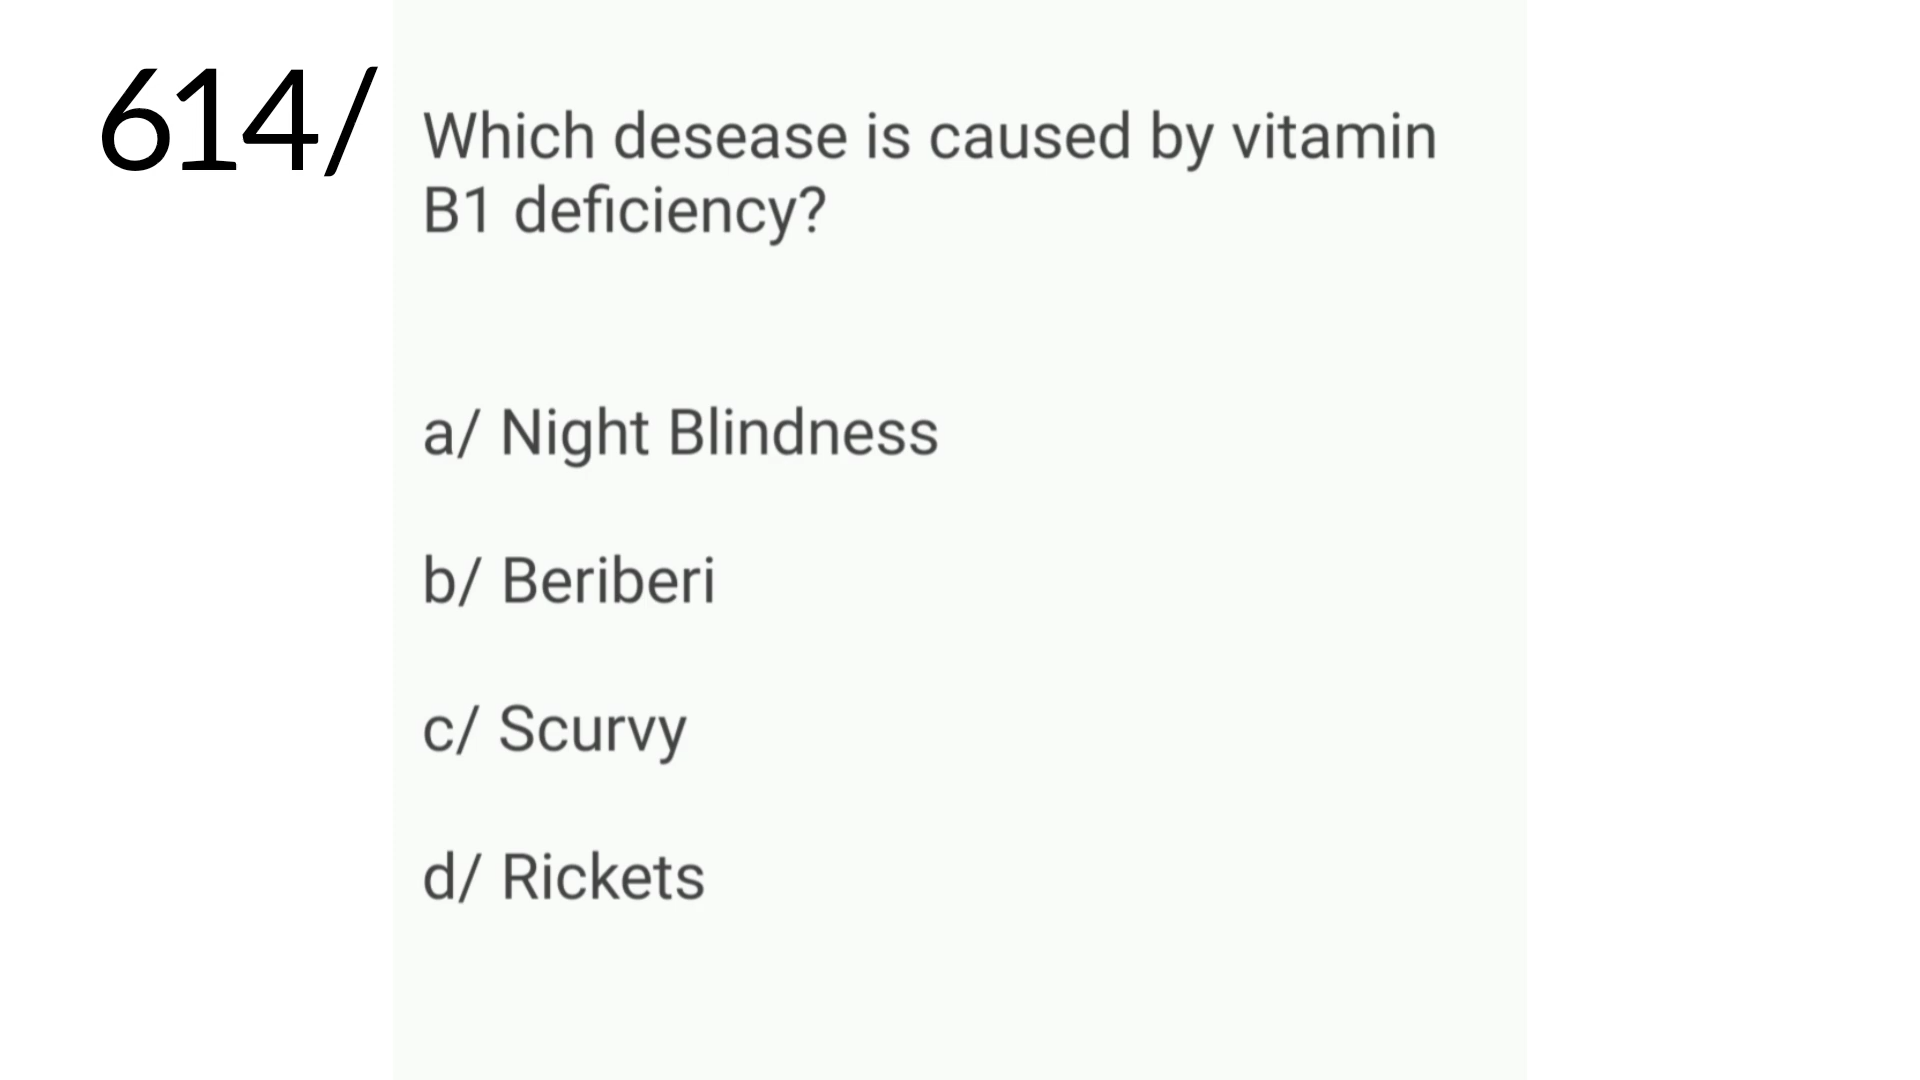 614/
Which desease is caused by vitamin
B1 deficiency?
a/ Night Blindness
b/ Beriberi
c/ Scurvy
d/ Rickets